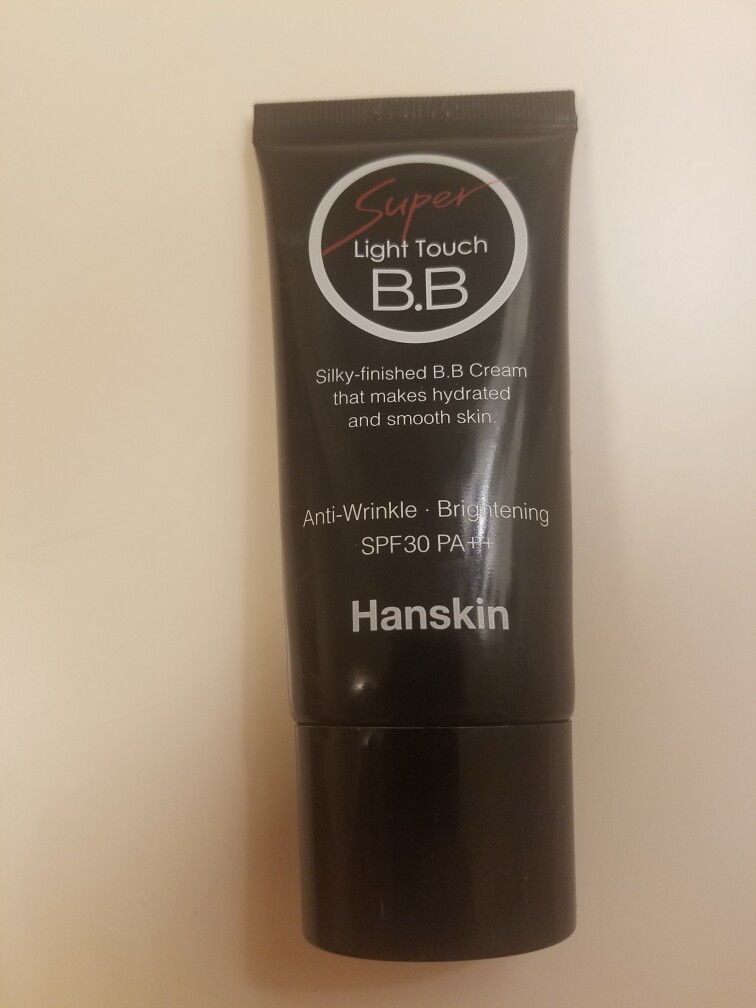 Super
Light Touch
B.B
Silky-finished B.B Cream
that makes hydrated
and smooth skin.
Anti-Wrinkle · Brightening
SPF30 PA++
Hanskin